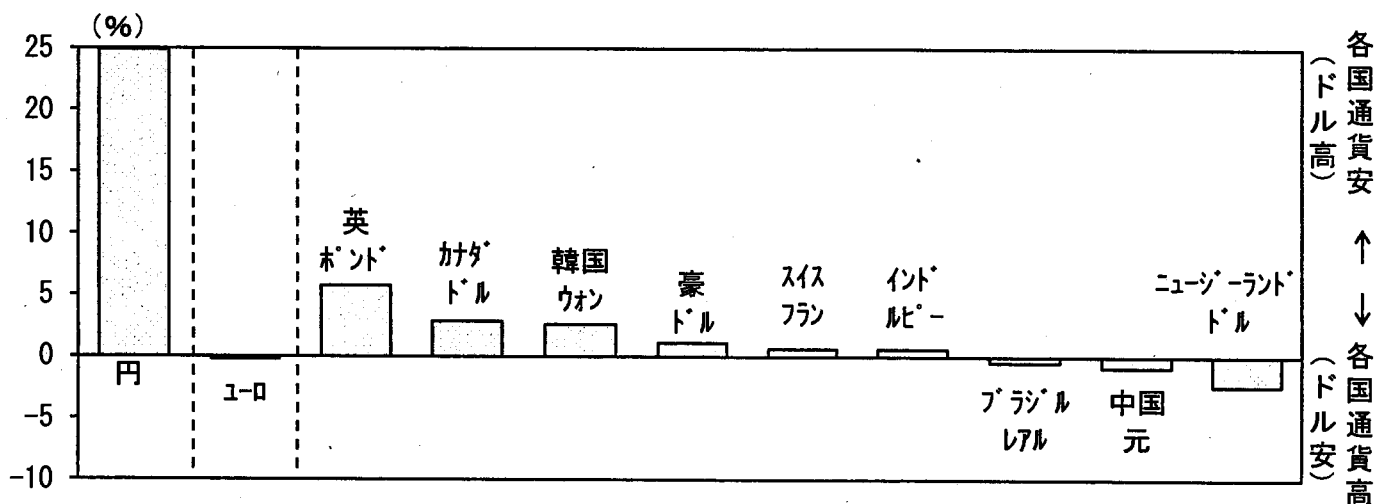 (%)
25
20
15
10
5
0
-5
-10
円
ユーロ
英
ポンド
カナダ
ドル
韓国
ウォン
豪
ドル
スイス
フラン
インド
ルピー
ブラジル
レアル
中国
元
ニュージーランド
ドル
各国通貨安
(ドル高)
↑
↓
各国通貨高
(ドル安)